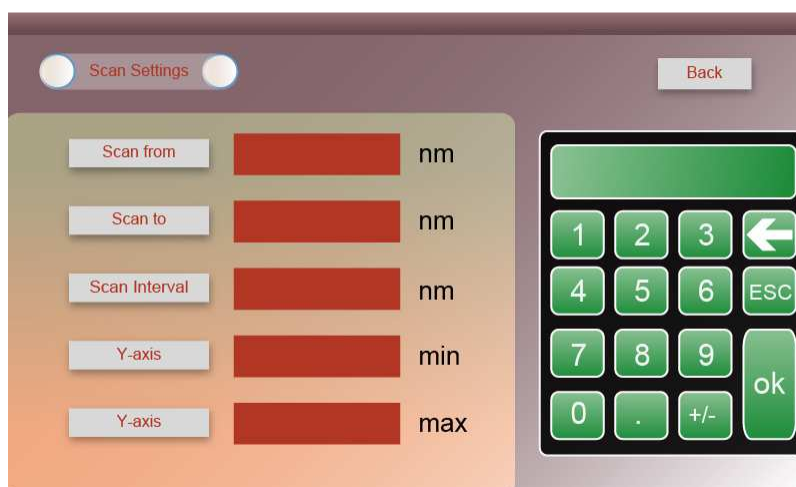 Scan Settings
Back
Scan from nm
Scan to nm
Scan Interval nm
Y-axis min
Y-axis max
1 2 3
4 5 6 ESC
7 8 9
ok
0 . +/-